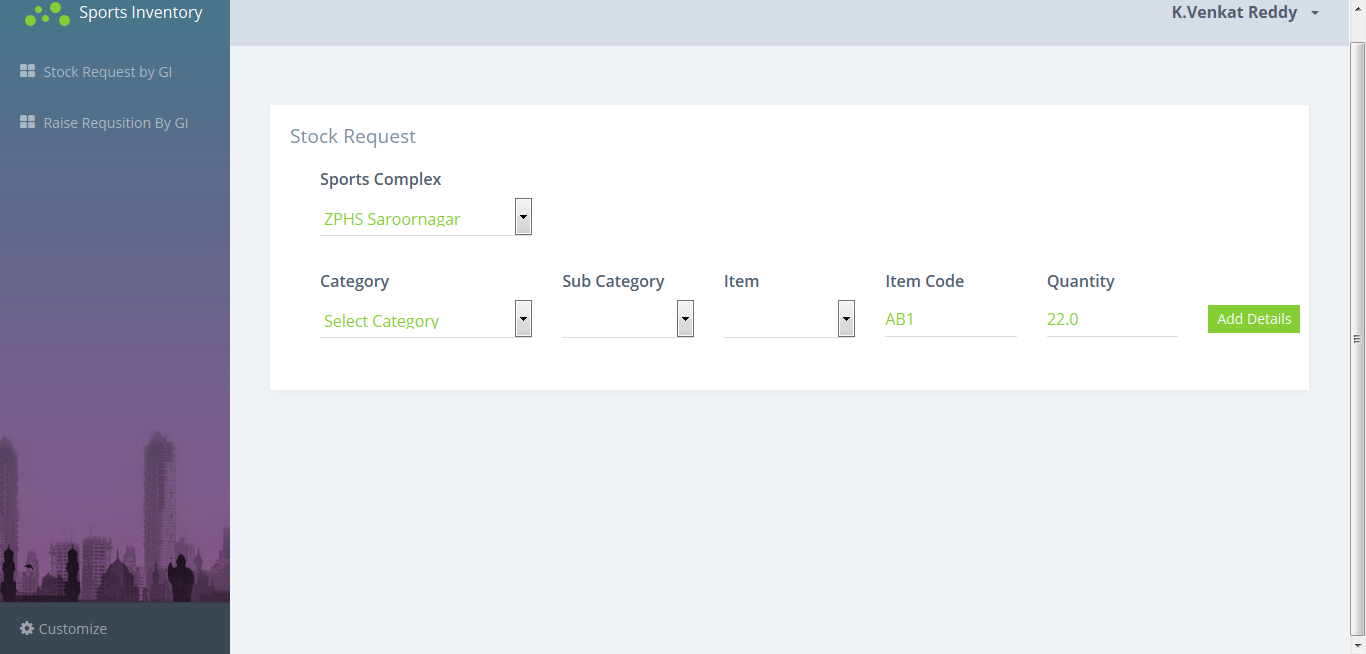 Sports Inventory
K.Venkat Reddy
Stock Request by GI
Raise Requsition By GI
Stock Request
Sports Complex
ZPHS Saroornagar
Category Sub Category Item Item Code Quantity
Select Category AB1 22.0 Add Details
Customize